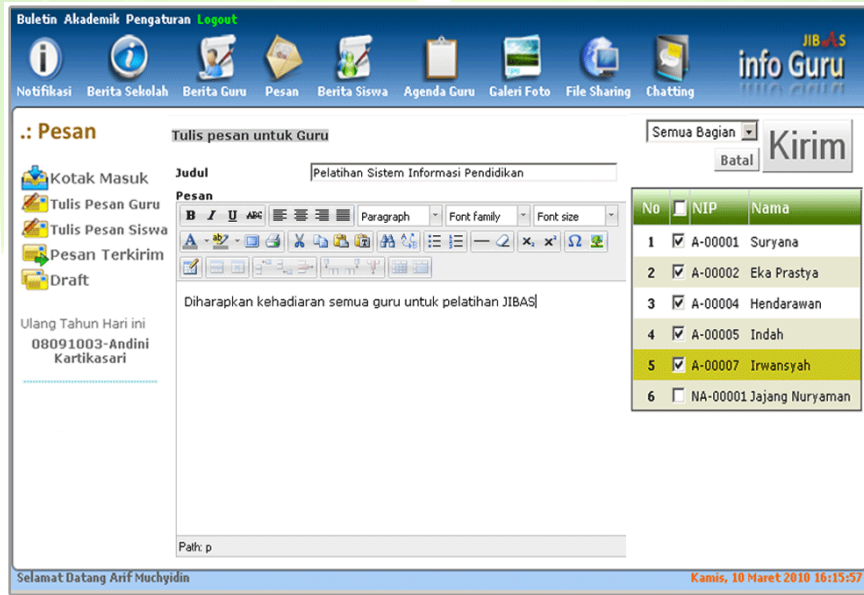 Buletin Akademik Pengaturan Logout
JIBAS
info Guru
Notifikasi Berita Sekolah Berita Guru Pesan Berita Siswa Agenda Guru Galeri Foto File Sharing Chatting
.: Pesan
Kotak Masuk
Tulis Pesan Guru
Tulis Pesan Siswa
Pesan Terkirim
Draft
Ulang Tahun Hari ini
08091003-Andini
Kartikasari
Tulis pesan untuk Guru
Judul Pelatihan Sistem Informasi Pendidikan
Pesan
B I U ABC Paragraph Font family Font size
Diharapkan kehadiaran semua guru untuk pelatihan JIBAS
Path: p
Semua Bagian
Batal
Kirim
No NIP Nama
1 A-00001 Suryana
2 A-00002 Eka Prastya
3 A-00004 Hendarawan
4 A-00005 Indah
5 A-00007 Irwansyah
6 NA-00001 Jajang Nuryaman
Selamat Datang Arif Muchyidin
Kamis, 10 Maret 2010 16:15:57